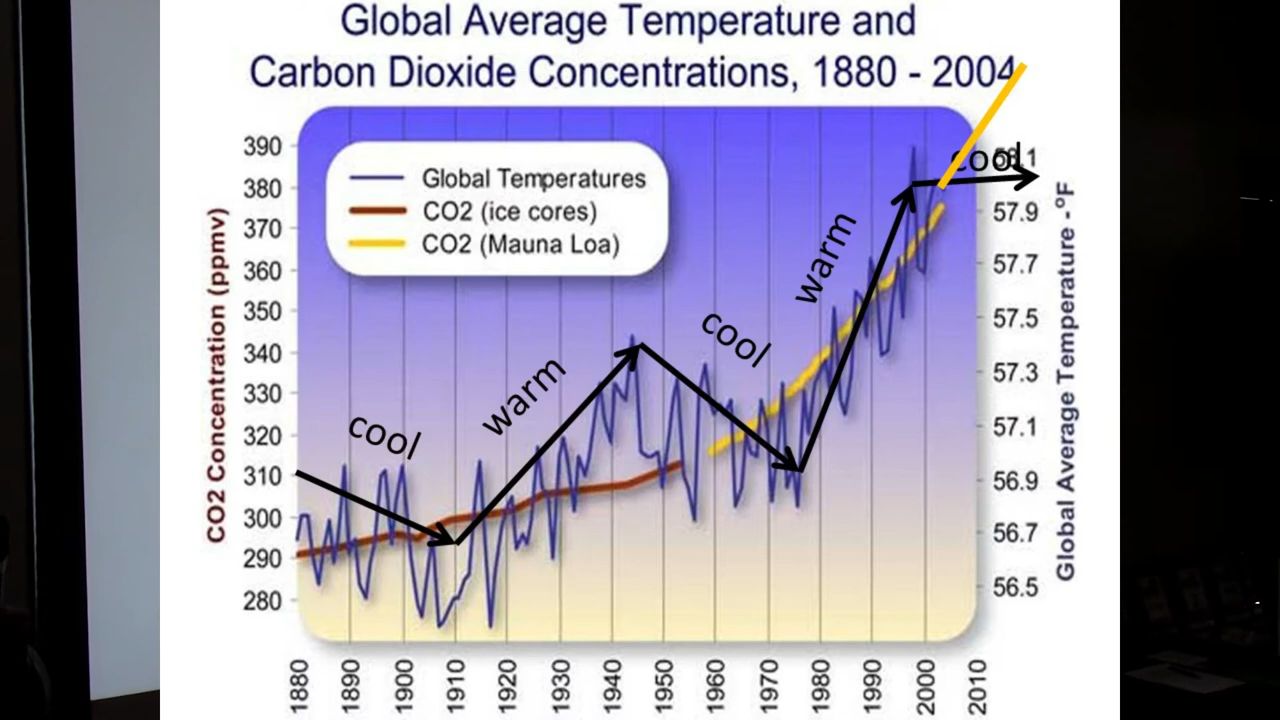 Global Average Temperature and
Carbon Dioxide Concentrations, 1880 - 2004
390
380
370
360
350
340
330
320
310
300
290
280
CO2 Concentration (ppmv)
Global Temperatures
CO2 (ice cores)
CO2 (Mauna Loa)
cool
warm
cool
warm
cool
57.9
57.7
57.5
57.3
57.1
56.9
56.7
56.5
Global Average Temperature - °F
1880
1890
1900
1910
1920
1930
1940
1950
1960
1970
1980
1990
2000
2010